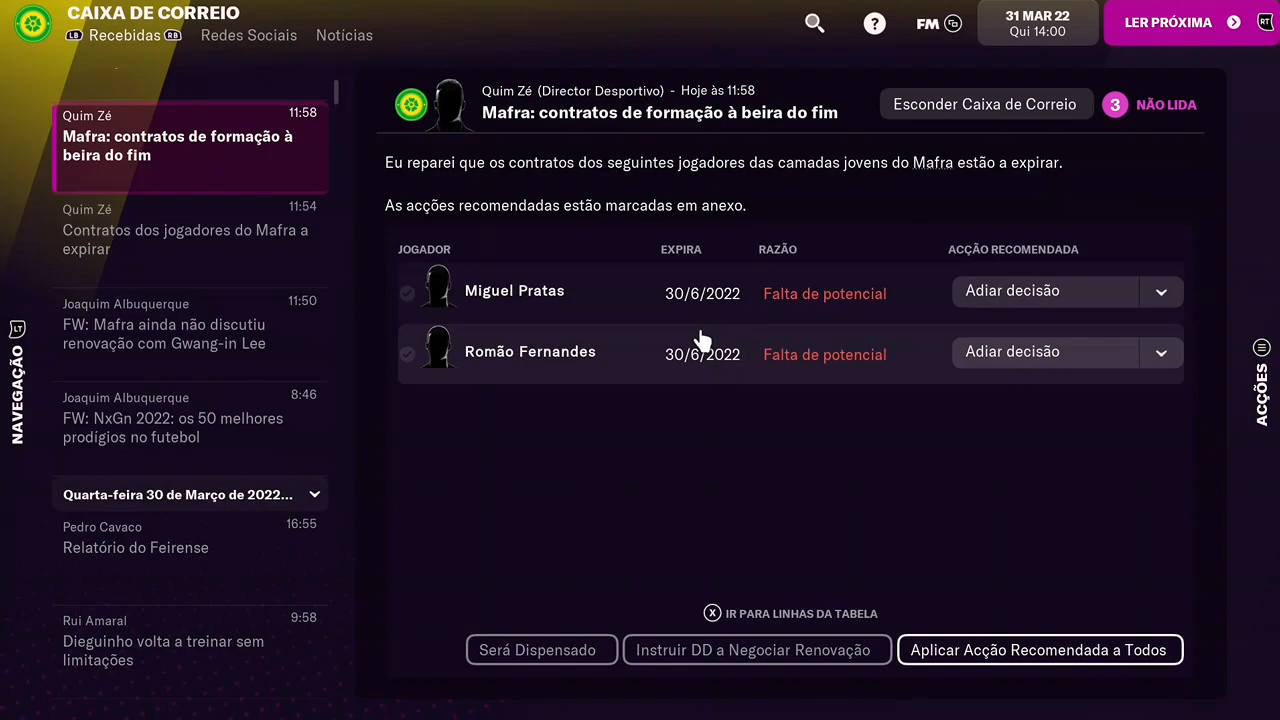 CAIXA DE CORREIO
LB Recebidas RB Redes Sociais Notícias
FM
31 MAR 22
Qui 14:00
LER PRÓXIMA
RT
LT
NAVEGAÇÃO
Quim Zé 11:58
Mafra: contratos de formação à
beira do fim
Quim Zé 11:54
Contratos dos jogadores do Mafra a
expirar
Joaquim Albuquerque 11:50
FW: Mafra ainda não discutiu
renovação com Gwang-in Lee
Joaquim Albuquerque 8:46
FW: NxGn 2022: os 50 melhores
prodígios no futebol
Quarta-feira 30 de Março de 2022...
Pedro Cavaco 16:55
Relatório do Feirense
Rui Amaral 9:58
Dieguinho volta a treinar sem
limitações
Quim Zé (Director Desportivo) - Hoje às 11:58
Mafra: contratos de formação à beira do fim
Esconder Caixa de Correio
3 NÃO LIDA
Eu reparei que os contratos dos seguintes jogadores das camadas jovens do Mafra estão a expirar.
As acções recomendadas estão marcadas em anexo.
JOGADOR EXPIRA RAZÃO ACÇÃO RECOMENDADA
Miguel Pratas 30/6/2022 Falta de potencial Adiar decisão
Romão Fernandes 30/6/2022 Falta de potencial Adiar decisão
X IR PARA LINHAS DA TABELA
Será Dispensado Instruir DD a Negociar Renovação Aplicar Acção Recomendada a Todos
ACÇÕES